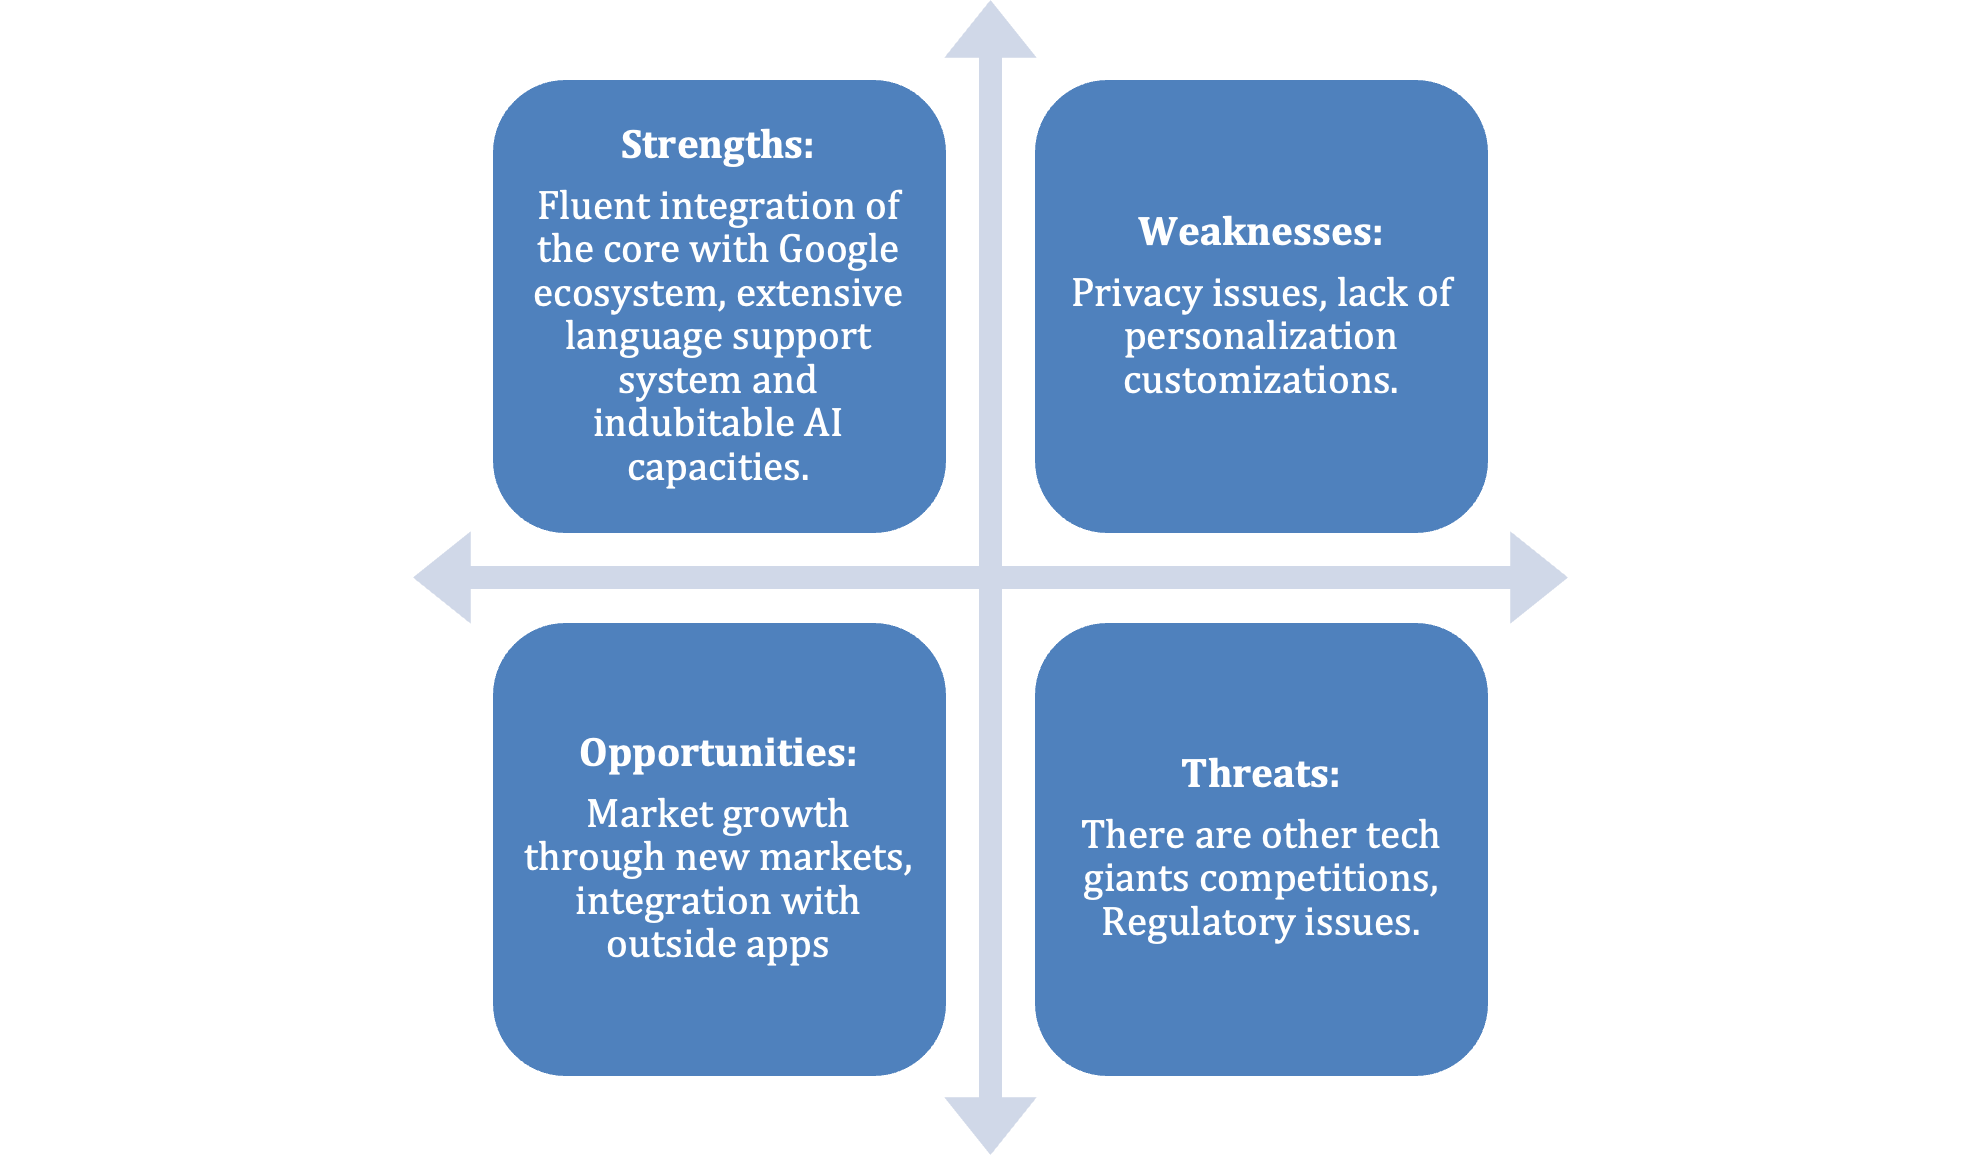 Strengths:
Fluent integration of
the core with Google
ecosystem, extensive
language support
system and
indubitable AI
capacities.
Weaknesses:
Privacy issues, lack of
personalization
customizations.
Opportunities:
Market growth
through new markets,
integration with
outside apps
Threats:
There are other tech
giants competitions,
Regulatory issues.